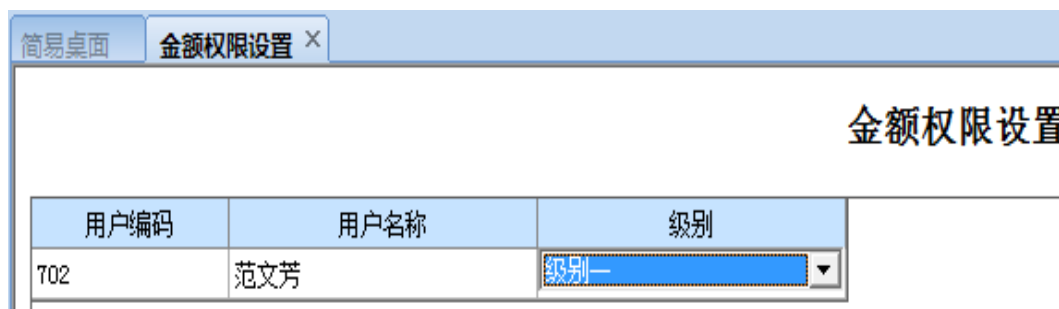 简易桌面 金额权限设置 ×
金额权限设置
用户编码 用户名称 级别
702 范文芳 级别一